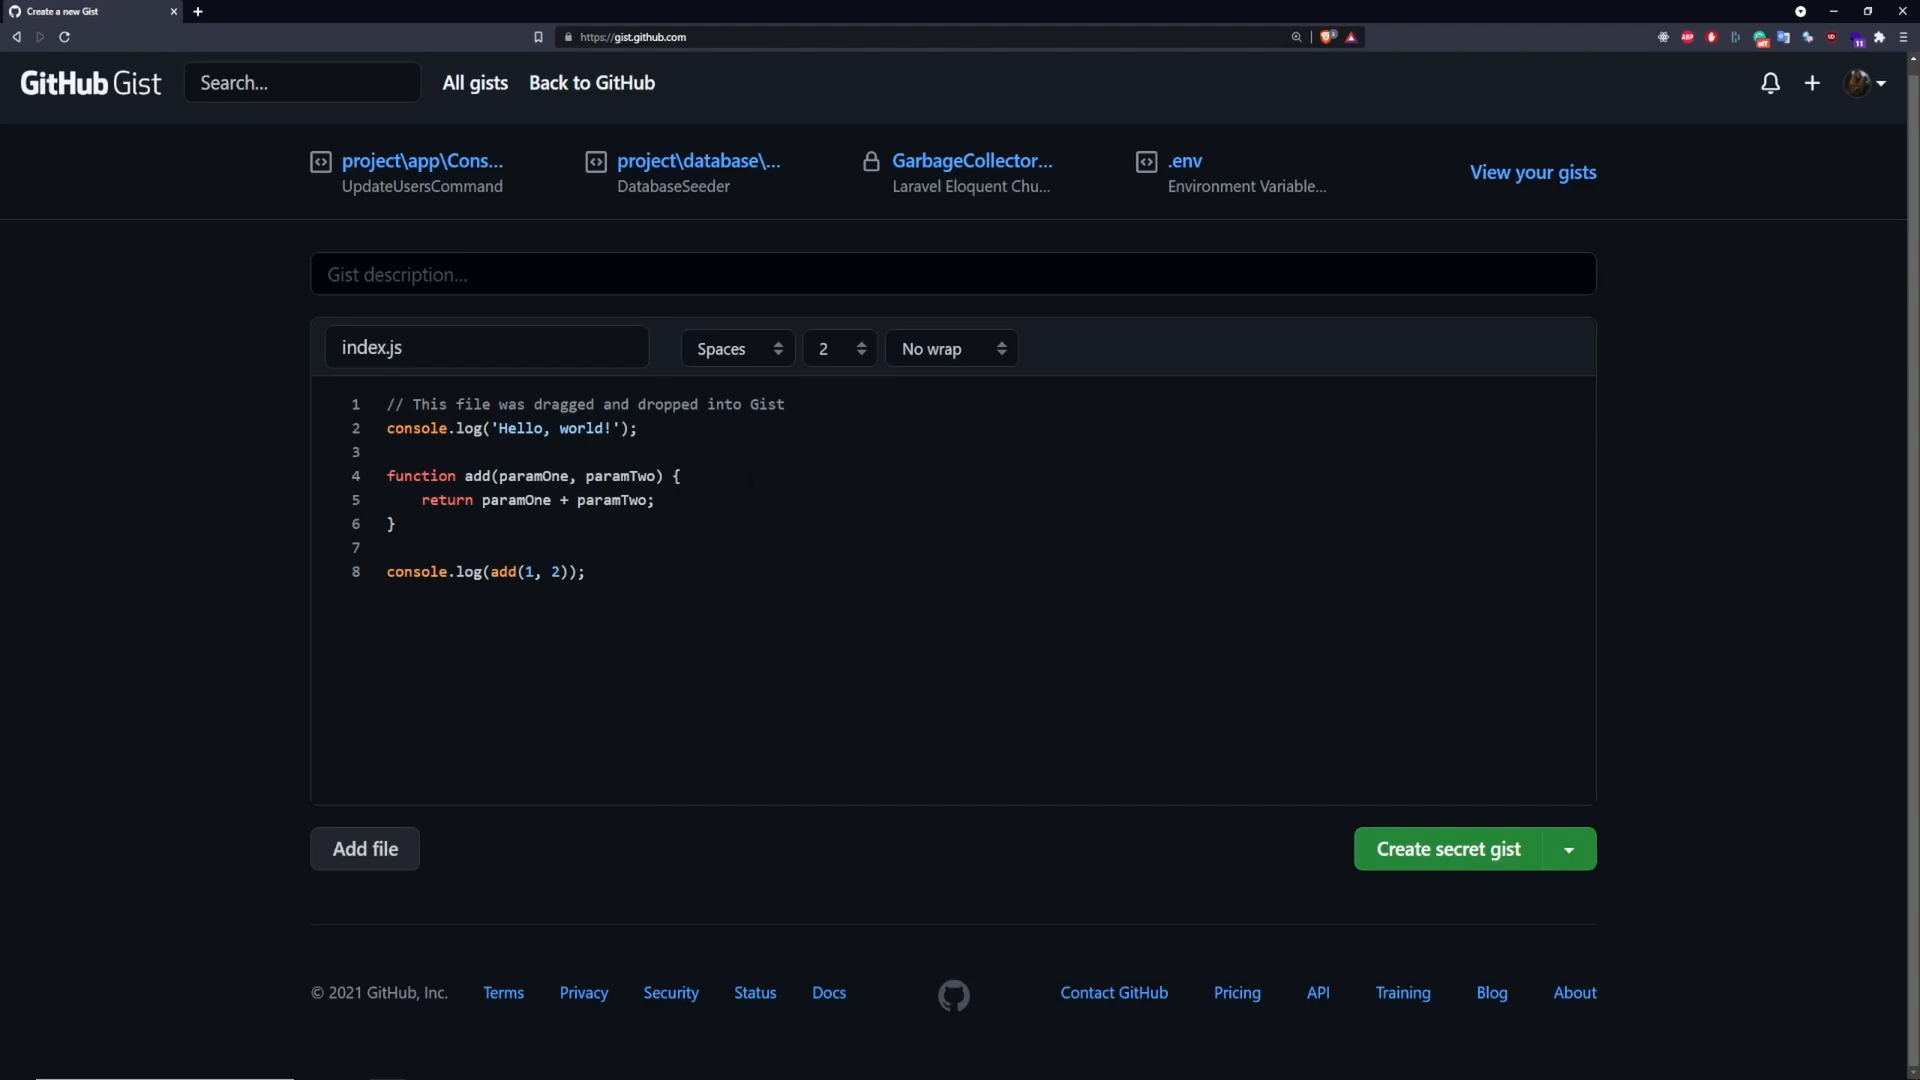 Create a new Gist
https://gist.github.com
GitHub Gist Search... All gists Back to GitHub
project\app\Cons... project\database\... GarbageCollector... .env
UpdateUsersCommand DatabaseSeeder Laravel Eloquent Chu... Environment Variable...
View your gists
Gist description...
index.js Spaces 2 No wrap
1 // This file was dragged and dropped into Gist
2 console.log('Hello, world!');
3
4 function add(paramOne, paramTwo) {
5 return paramOne + paramTwo;
6 }
7
8 console.log(add(1, 2));
Add file Create secret gist
© 2021 GitHub, Inc. Terms Privacy Security Status Docs Contact GitHub Pricing API Training Blog About